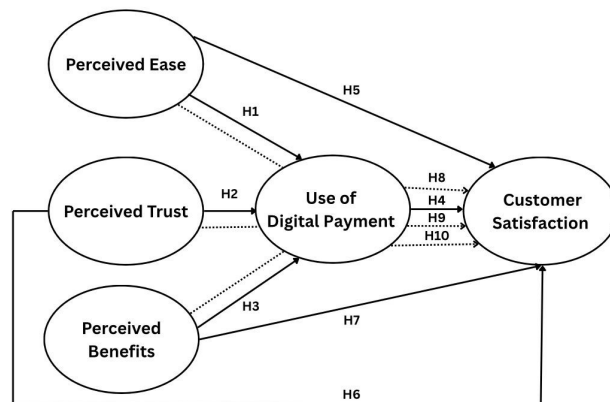 Perceived Ease
H5
H1
H8
Perceived Trust
H2
Use of
Digital Payment
H4
Customer
Satisfaction
H9
H10
H3
Perceived
Benefits
H7
H6